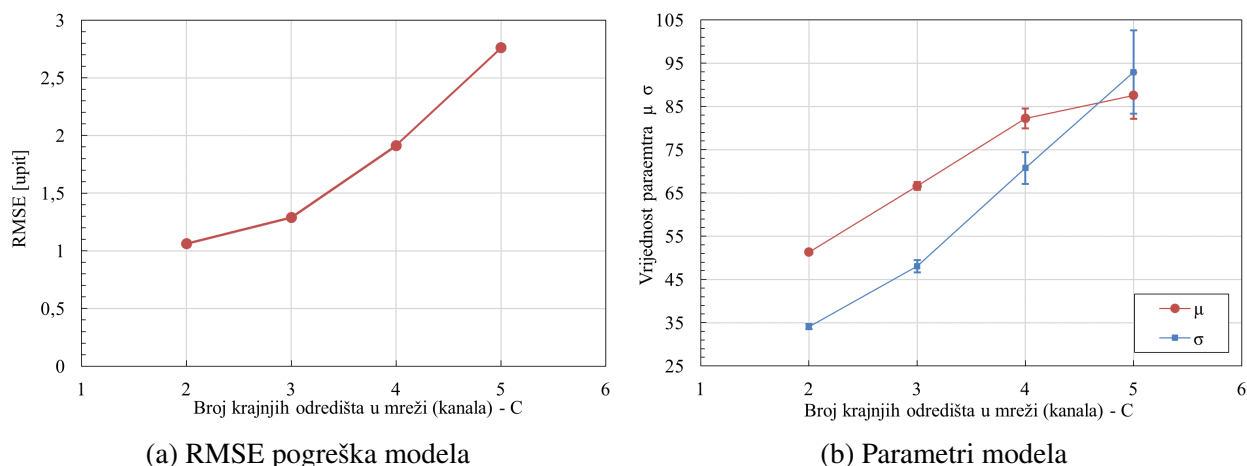 3
2,5
2
1,5
1
0,5
0
RMSE [upit]
1 2 3 4 5 6
Broj krajnjih odredišta u mreži (kanala) - C
(a) RMSE pogreška modela
105
95
85
75
65
55
45
35
25
Vrijednost paraemtra μ σ
μ
σ
1 2 3 4 5 6
Broj krajnjih odredišta u mreži (kanala) - C
(b) Parametri modela